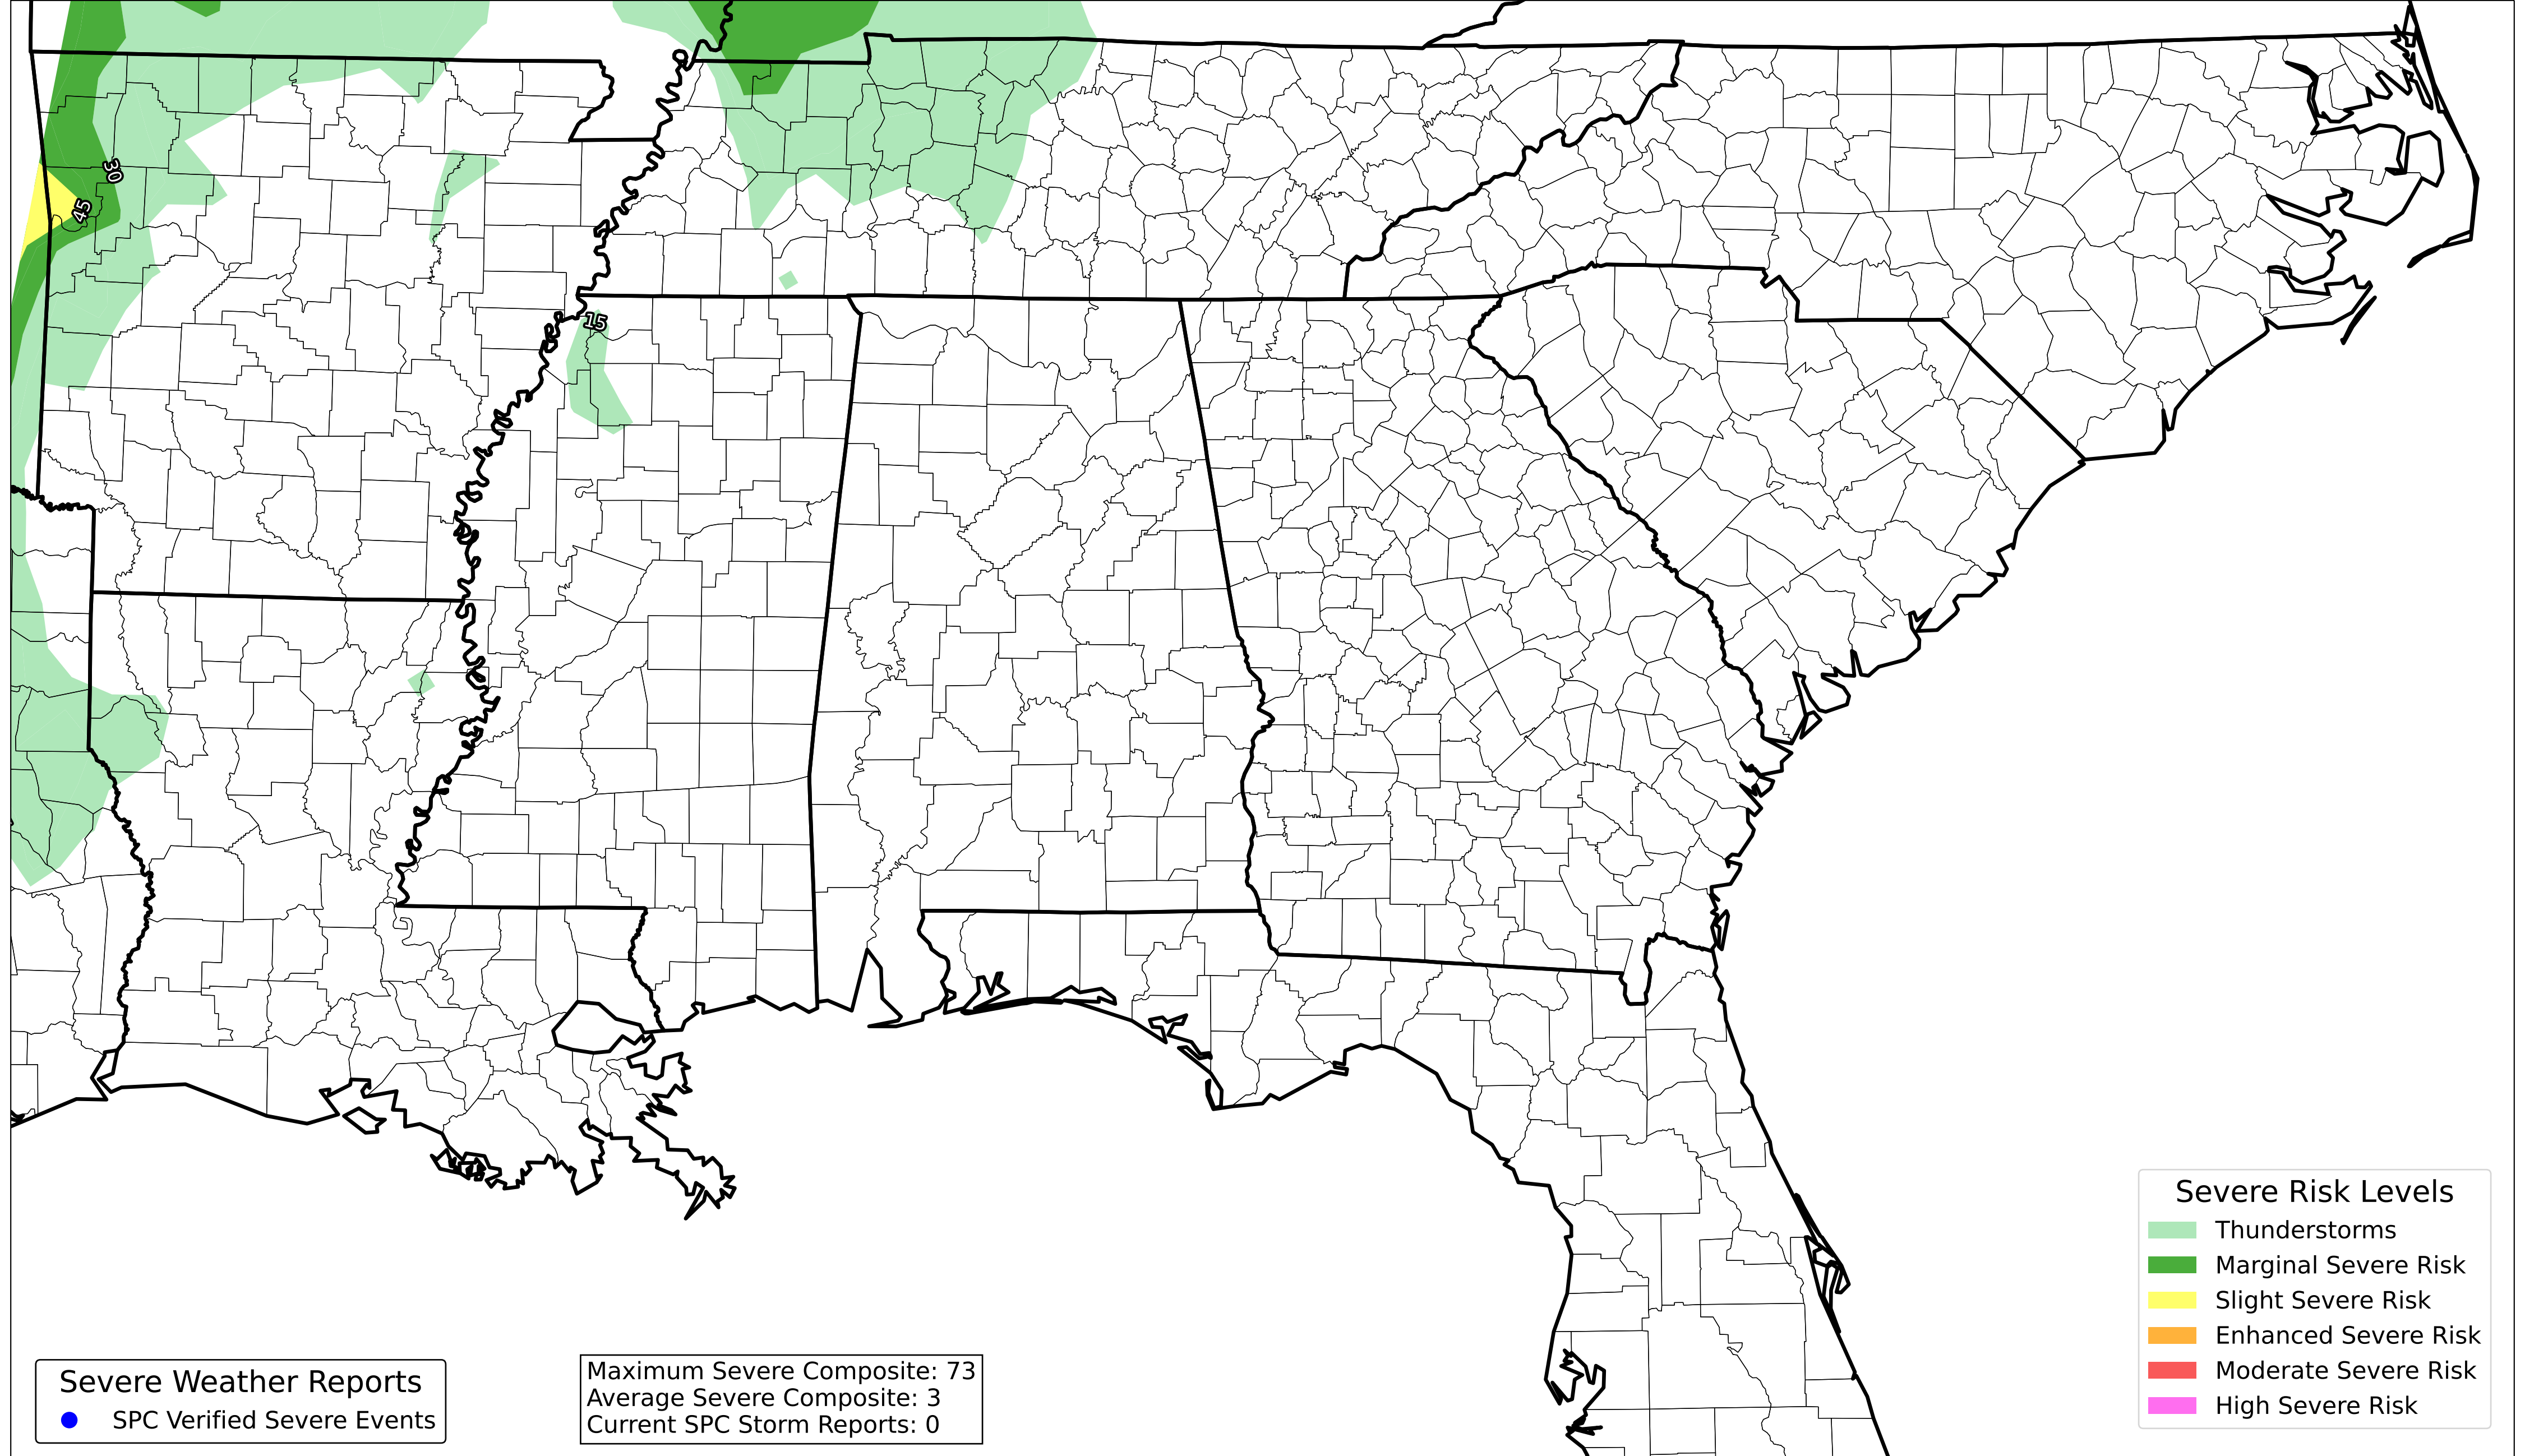 30
45
15
Severe Risk Levels
Thunderstorms
Marginal Severe Risk
Slight Severe Risk
Enhanced Severe Risk
Moderate Severe Risk
High Severe Risk
Severe Weather Reports
SPC Verified Severe Events
Maximum Severe Composite: 73
Average Severe Composite: 3
Current SPC Storm Reports: 0